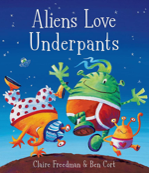 Aliens Love
Underpants
Claire Freedman & Ben Cort